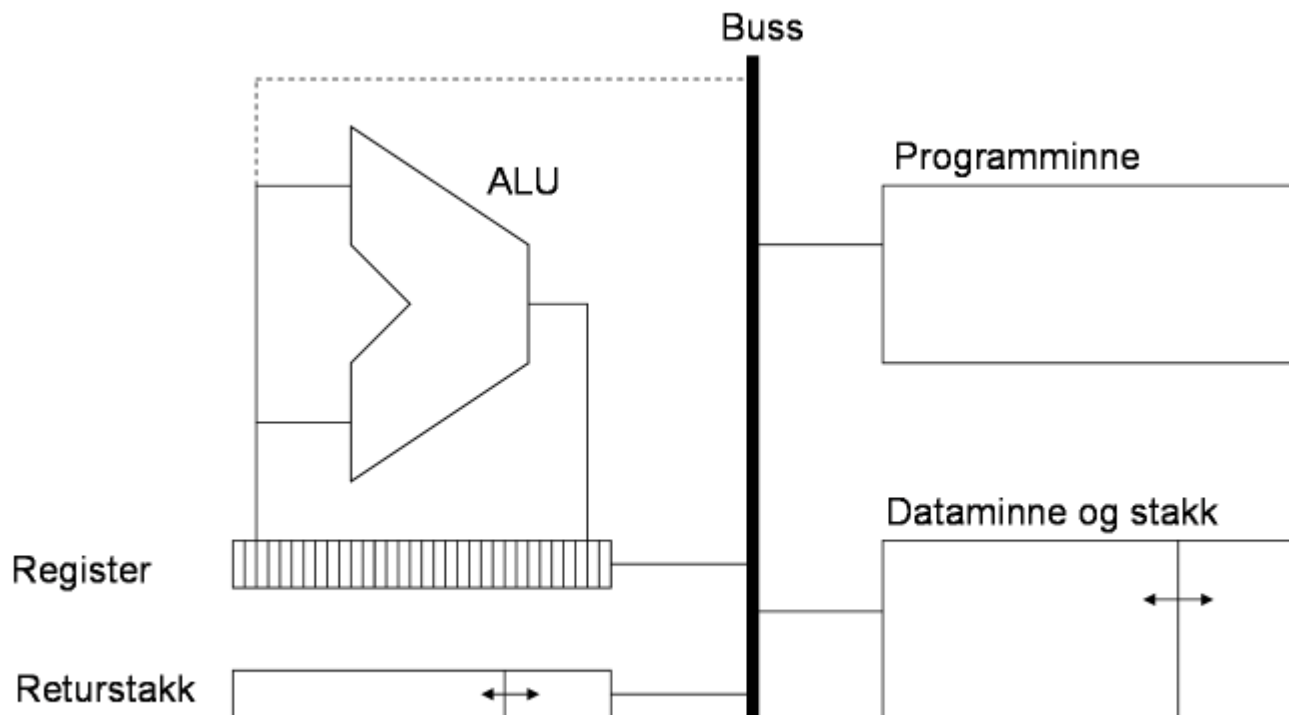 Buss
Programminne
ALU
Dataminne og stakk
Register
Returstakk